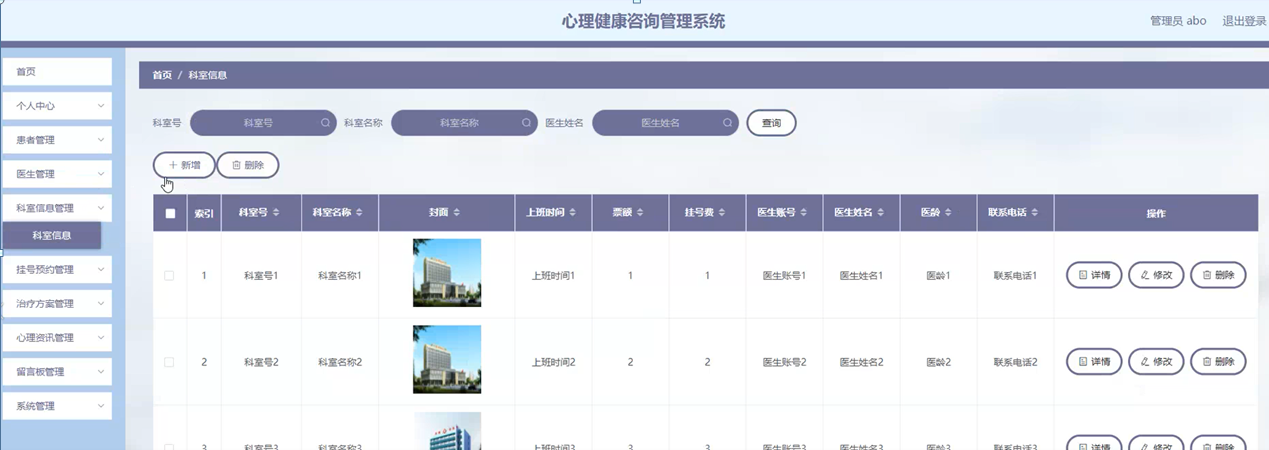 心理健康咨询管理系统
管理员 abo 退出登录
首页
个人中心
患者管理
医生管理
科室信息管理
科室信息
挂号预约管理
治疗方案管理
心理资讯管理
留言板管理
系统管理
首页 / 科室信息
科室号 科室号 科室名称 科室名称 医生姓名 医生姓名 查询
新增 删除
索引 科室号 科室名称 封面 上班时间 票额 挂号费 医生账号 医生姓名 医龄 联系电话 操作
1 科室号1 科室名称1 上班时间1 1 1 医生账号1 医生姓名1 医龄1 联系电话1 详情 修改 删除
2 科室号2 科室名称2 上班时间2 2 2 医生账号2 医生姓名2 医龄2 联系电话2 详情 修改 删除
3 科室号3 科室名称3 上班时间3 3 3 医生账号3 医生姓名3 医龄3 联系电话3 详情 修改 删除